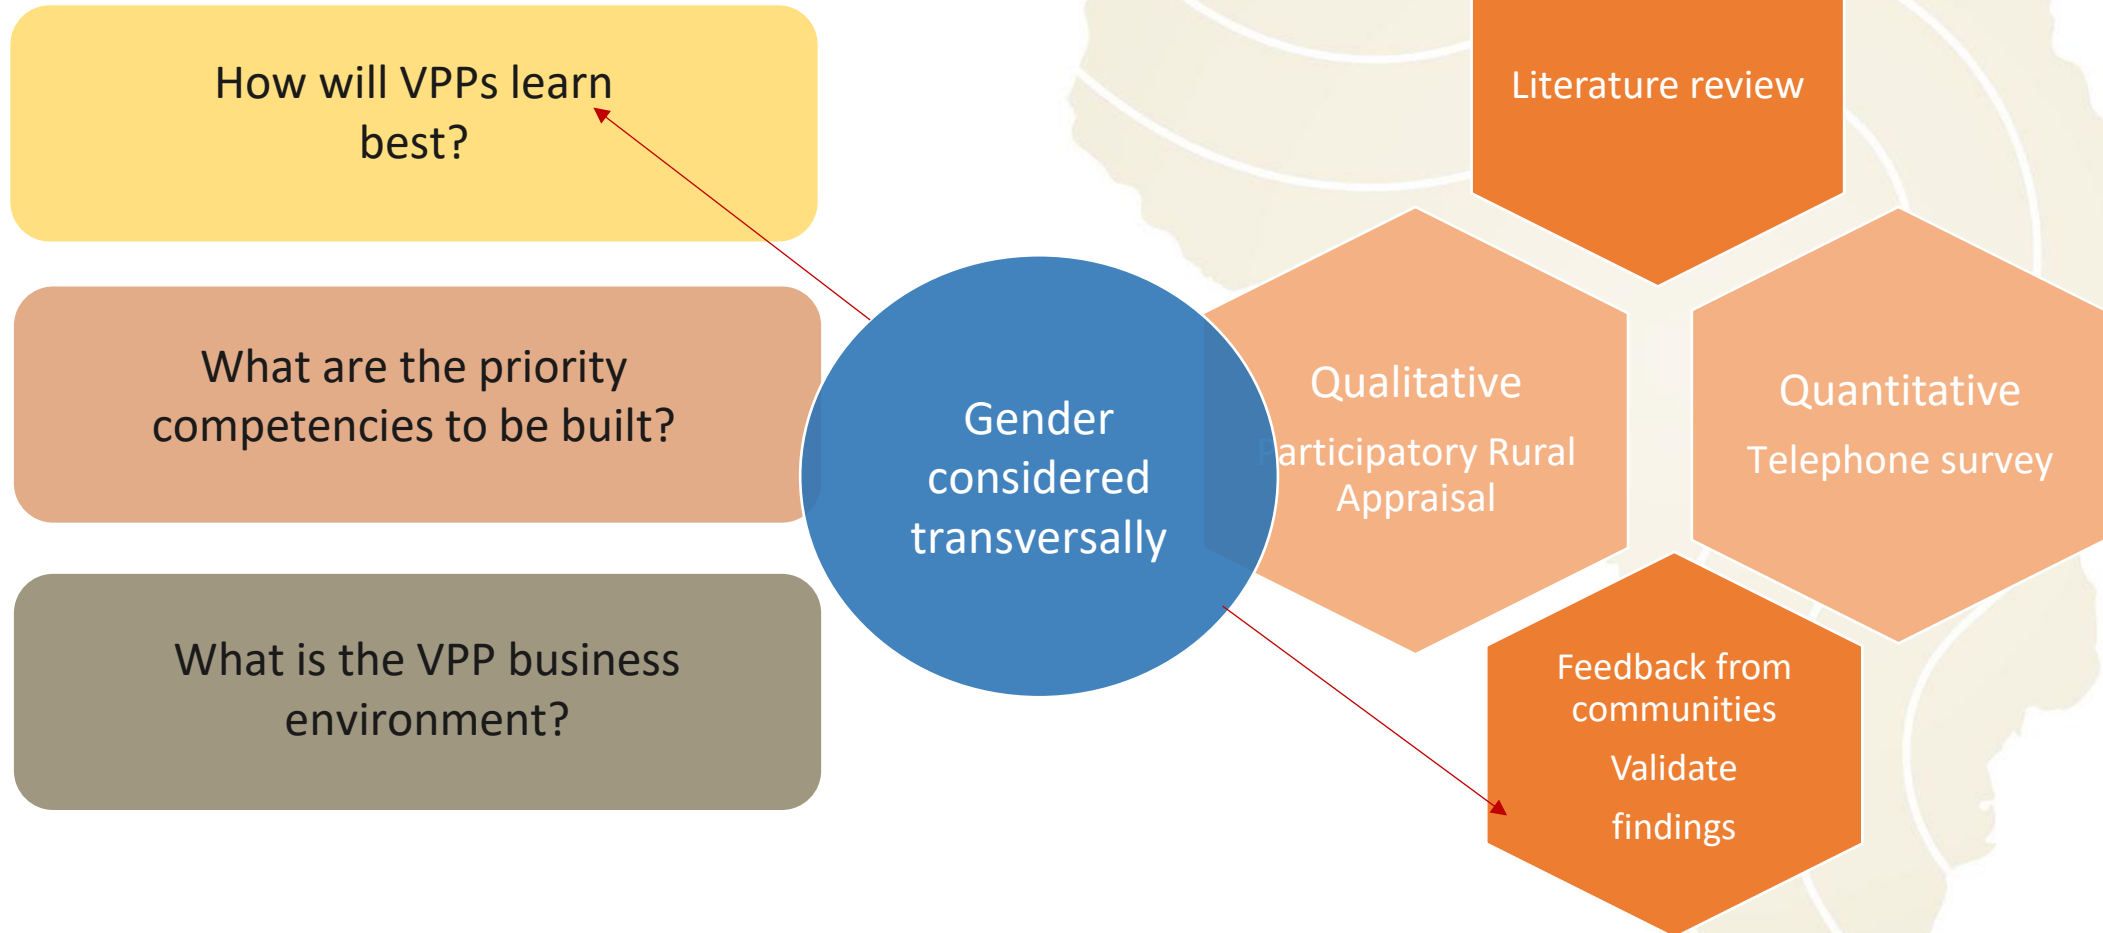 How will VPPs learn
best?
What are the priority
competencies to be built?
What is the VPP business
environment?
Gender
considered
transversally
Literature review
Qualitative
Participatory Rural
Appraisal
Quantitative
Telephone survey
Feedback from
communities
Validate
findings